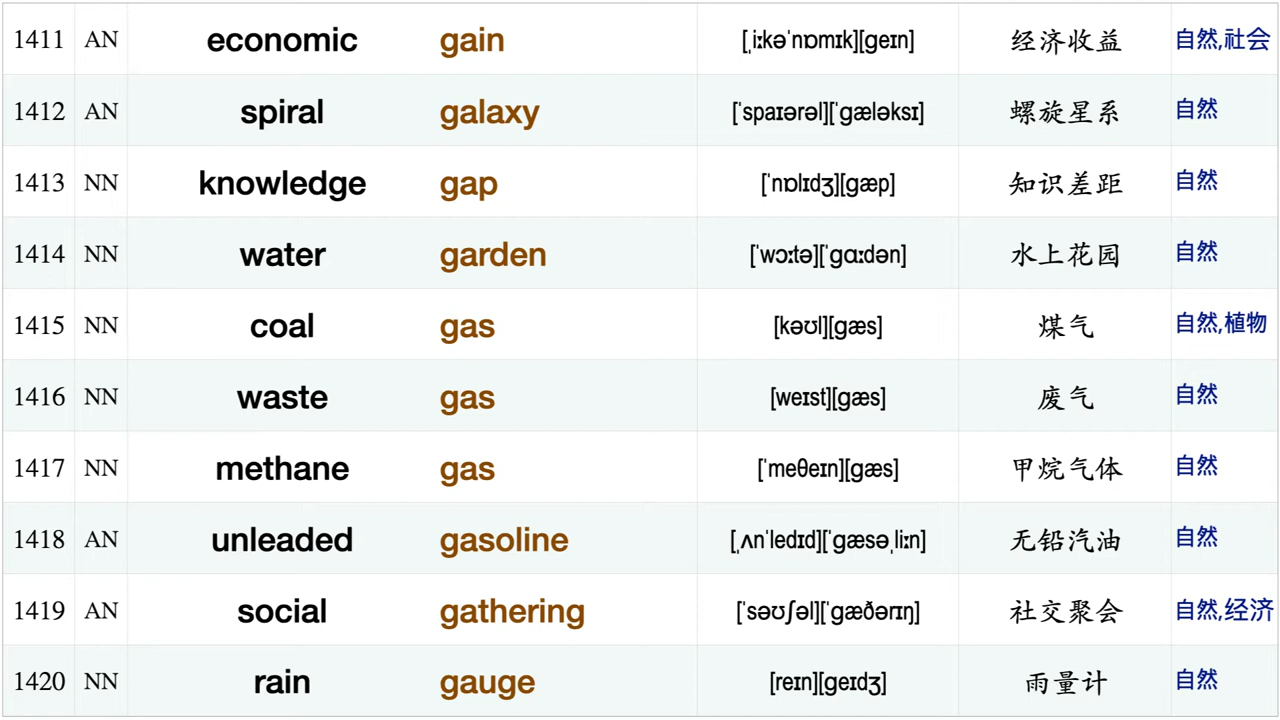 1411 AN economic gain [ˌiːkəˈnɒmɪk][ɡeɪn] 经济收益 自然,社会
1412 AN spiral galaxy [ˈspaɪərəl][ˈɡæləksɪ] 螺旋星系 自然
1413 NN knowledge gap [ˈnɒlɪdʒ][ɡæp] 知识差距 自然
1414 NN water garden [ˈwɔːtə][ˈɡɑːdən] 水上花园 自然
1415 NN coal gas [kəʊl][ɡæs] 煤气 自然,植物
1416 NN waste gas [weɪst][ɡæs] 废气 自然
1417 NN methane gas [ˈmeθeɪn][ɡæs] 甲烷气体 自然
1418 AN unleaded gasoline [ˌʌnˈledɪd][ˈɡæsəˌliːn] 无铅汽油 自然
1419 AN social gathering [ˈsəʊʃəl][ˈɡæðərɪŋ] 社交聚会 自然,经济
1420 NN rain gauge [reɪn][ɡeɪdʒ] 雨量计 自然